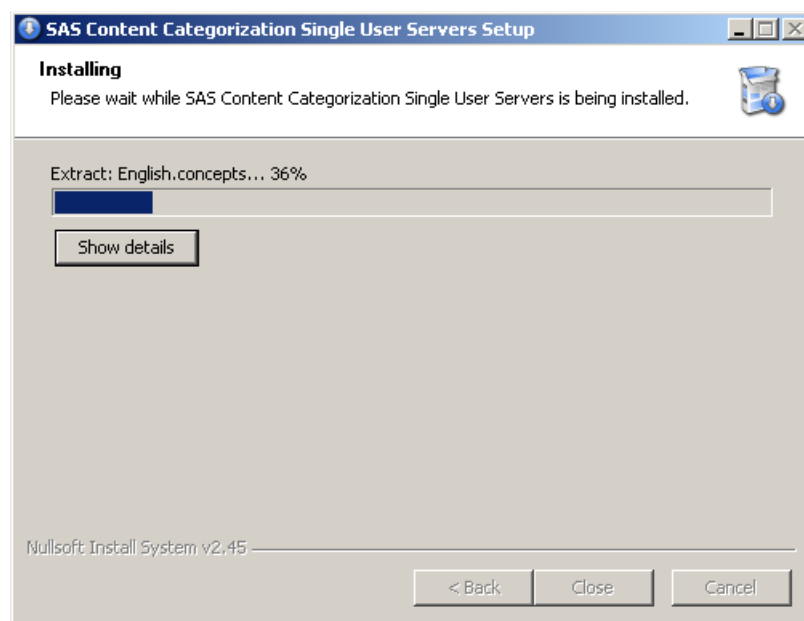 SAS Content Categorization Single User Servers Setup
Installing
Please wait while SAS Content Categorization Single User Servers is being installed.
Extract: English.concepts... 36%
Show details
Nullsoft Install System v2.45
< Back Close Cancel